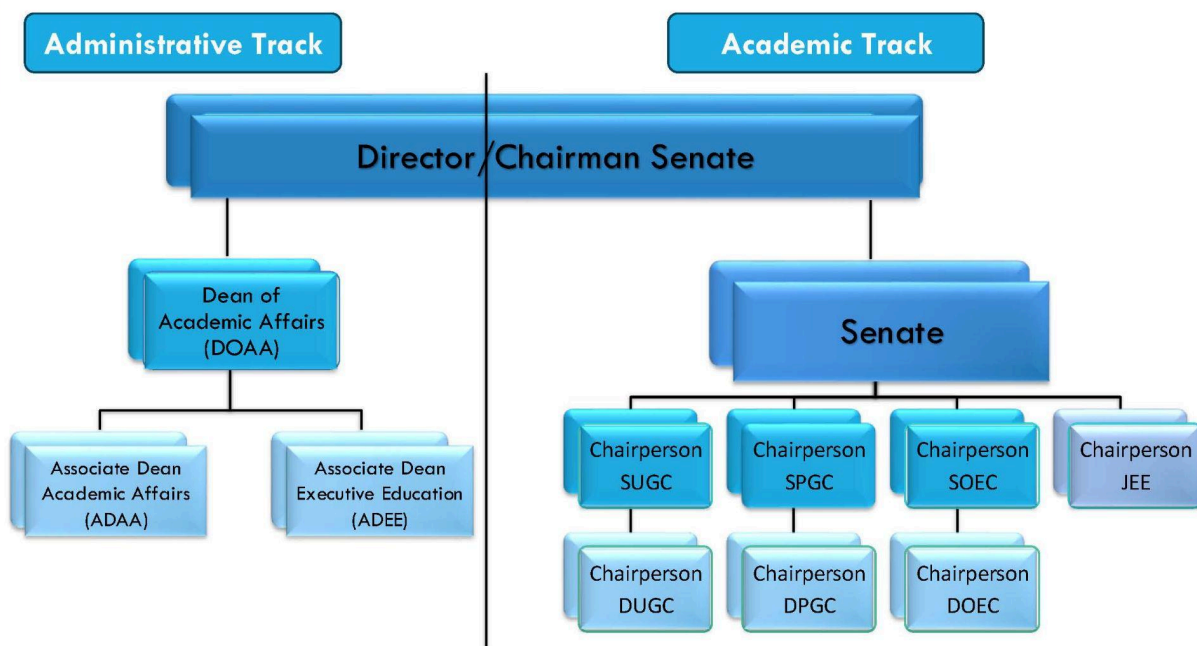 Administrative Track
Academic Track
Director/Chairman Senate
Dean of
Academic Affairs
(DOAA)
Senate
Associate Dean
Academic Affairs
(ADAA)
Associate Dean
Executive Education
(ADEE)
Chairperson
SUGC
Chairperson
SPGC
Chairperson
SOEC
Chairperson
JEE
Chairperson
DUGC
Chairperson
DPGC
Chairperson
DOEC